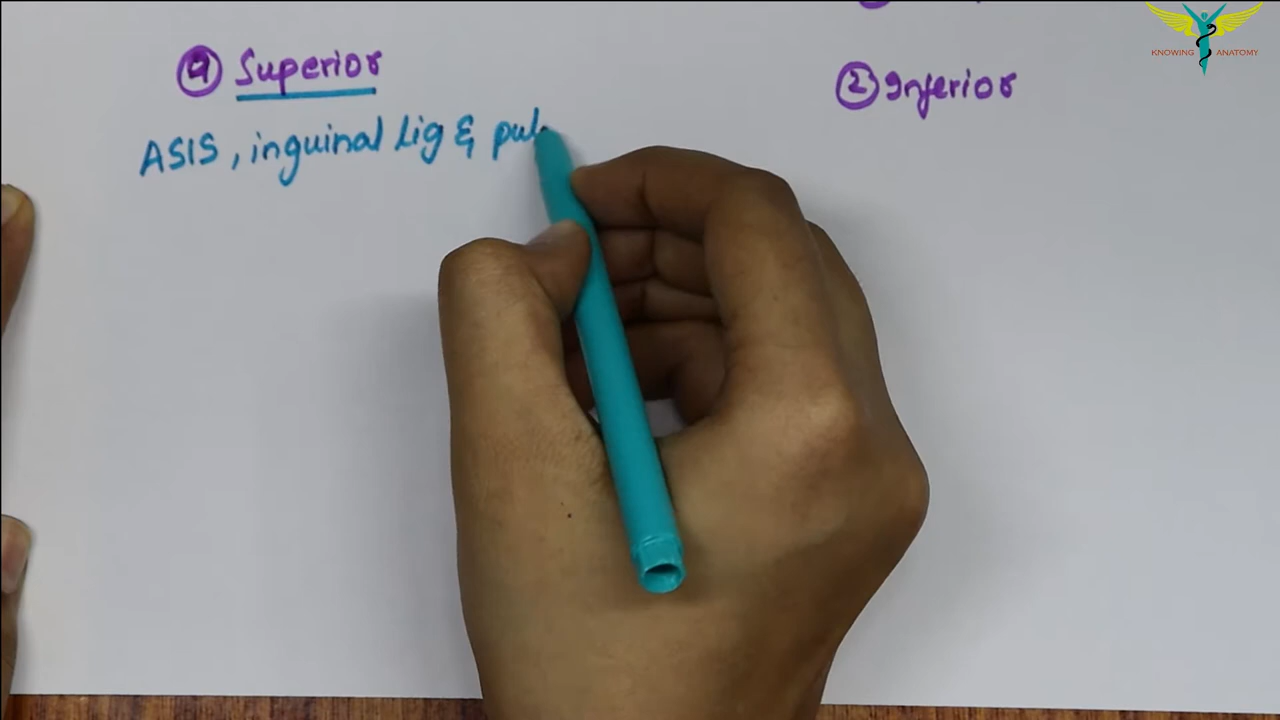 ④ Superior
ASIS, inguinal Lig & pub
② Inferior
KNOWING ANATOMY